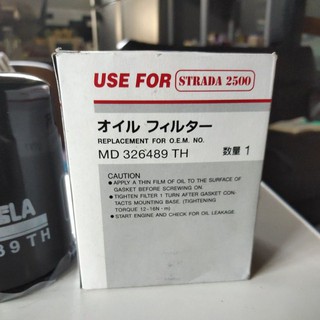 USE FOR STRADA 2500
オイル フィルター
REPLACEMENT FOR O.E.M. NO.
MD 326489 TH 数量 1
CAUTION
● APPLY A THIN FILM OF OIL TO THE SURFACE OF
GASKET BEFORE SCREWING ON
● TIGHTEN FILTER 1 TURN AFTER GASKET CON-
TACTS MOUNTING BASE. (TIGHTENING
TORQUE 12-16N・m)
● START ENGINE AND CHECK FOR OIL LEAKAGE.
ELA
89 TH